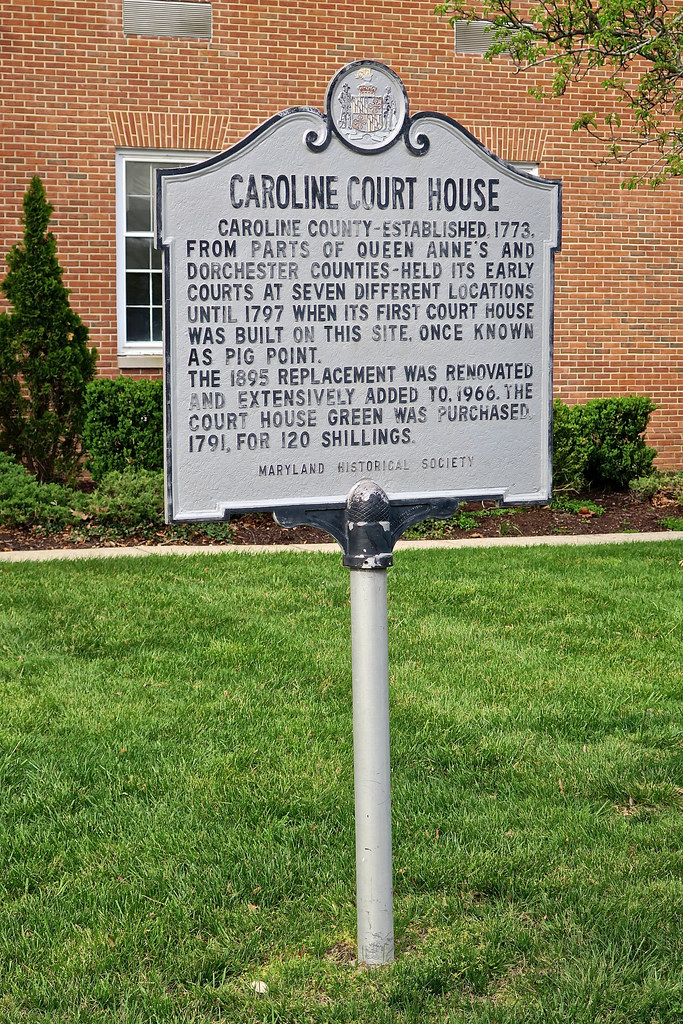 CAROLINE COURT HOUSE
CAROLINE COUNTY-ESTABLISHED, 1773,
FROM PARTS OF QUEEN ANNE'S AND
DORCHESTER COUNTIES-HELD ITS EARLY
COURTS AT SEVEN DIFFERENT LOCATIONS
UNTIL 1797 WHEN ITS FIRST COURT HOUSE
WAS BUILT ON THIS SITE, ONCE KNOWN
AS PIG POINT.
THE 1895 REPLACEMENT WAS RENOVATED
AND EXTENSIVELY ADDED TO, 1966. THE
COURT HOUSE GREEN WAS PURCHASED,
1791, FOR 120 SHILLINGS.
MARYLAND HISTORICAL SOCIETY